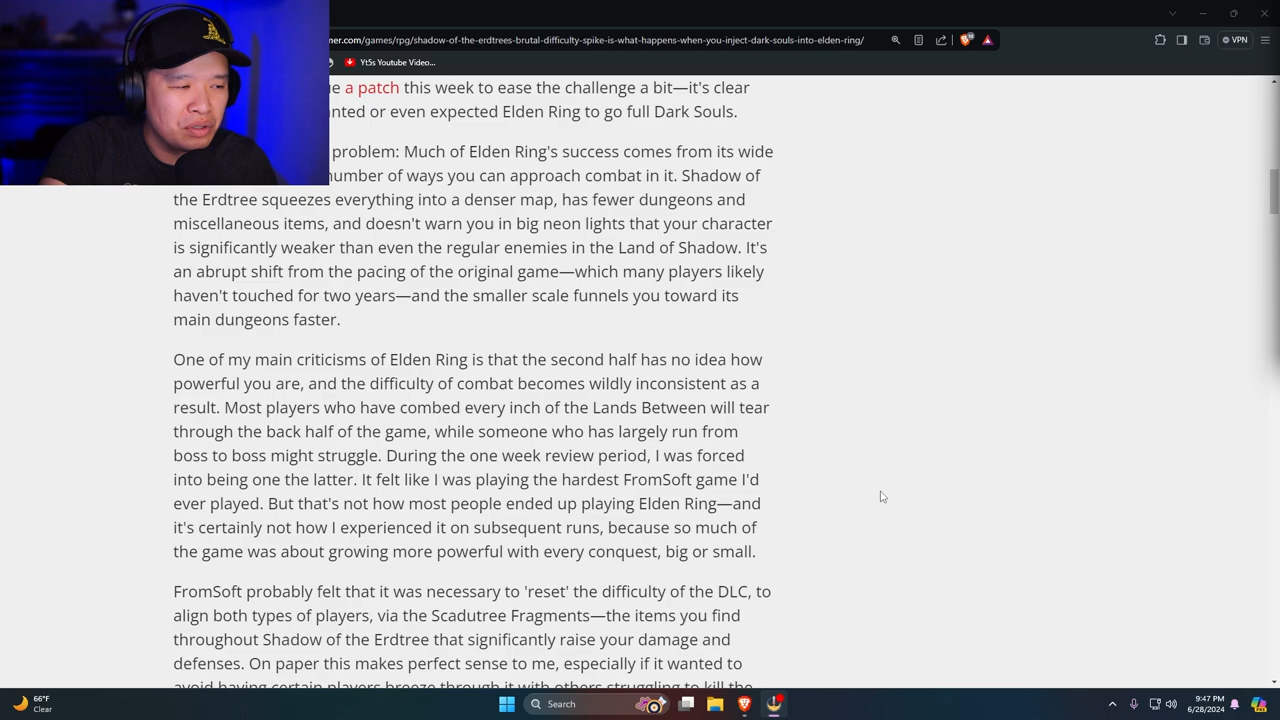 mer.com/games/rpg/shadow-of-the-erdtrees-brutal-difficulty-spike-is-what-happens-when-you-inject-dark-souls-into-elden-ring/
VPN
Yt5s Youtube Video...
ue a patch this week to ease the challenge a bit—it's clear
nted or even expected Elden Ring to go full Dark Souls.
problem: Much of Elden Ring's success comes from its wide
number of ways you can approach combat in it. Shadow of
the Erdtree squeezes everything into a denser map, has fewer dungeons and
miscellaneous items, and doesn't warn you in big neon lights that your character
is significantly weaker than even the regular enemies in the Land of Shadow. It's
an abrupt shift from the pacing of the original game—which many players likely
haven't touched for two years—and the smaller scale funnels you toward its
main dungeons faster.
One of my main criticisms of Elden Ring is that the second half has no idea how
powerful you are, and the difficulty of combat becomes wildly inconsistent as a
result. Most players who have combed every inch of the Lands Between will tear
through the back half of the game, while someone who has largely run from
boss to boss might struggle. During the one week review period, I was forced
into being one the latter. It felt like I was playing the hardest FromSoft game I'd
ever played. But that's not how most people ended up playing Elden Ring—and
it's certainly not how I experienced it on subsequent runs, because so much of
the game was about growing more powerful with every conquest, big or small.
FromSoft probably felt that it was necessary to 'reset' the difficulty of the DLC, to
align both types of players, via the Scadutree Fragments—the items you find
throughout Shadow of the Erdtree that significantly raise your damage and
defenses. On paper this makes perfect sense to me, especially if it wanted to
avoid having certain players breeze through it with others struggling to kill the
66°F
Clear
Search
9:47 PM
6/28/2024